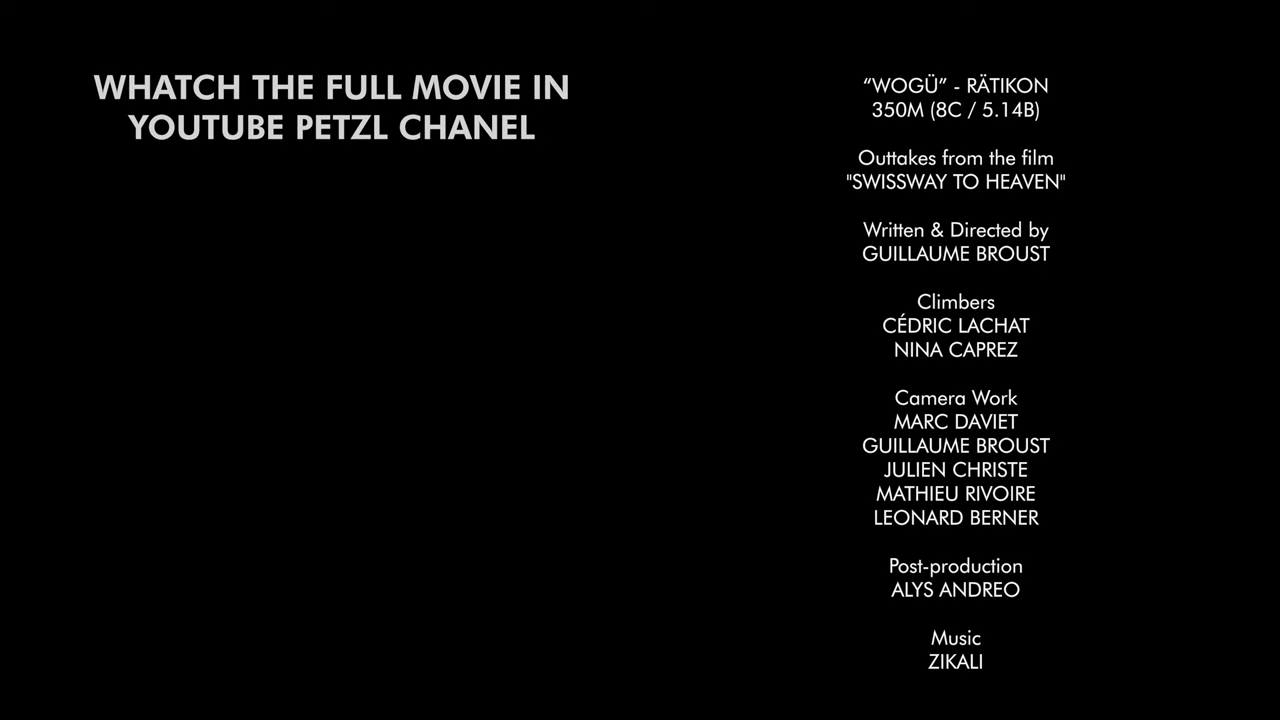 WHATCH THE FULL MOVIE IN
YOUTUBE PETZL CHANEL
“WOGÜ” - RÄTIKON
350M (8C / 5.14B)
Outtakes from the film
"SWISSWAY TO HEAVEN"
Written & Directed by
GUILLAUME BROUST
Climbers
CÉDRIC LACHAT
NINA CAPREZ
Camera Work
MARC DAVIET
GUILLAUME BROUST
JULIEN CHRISTE
MATHIEU RIVOIRE
LEONARD BERNER
Post-production
ALYS ANDREO
Music
ZIKALI